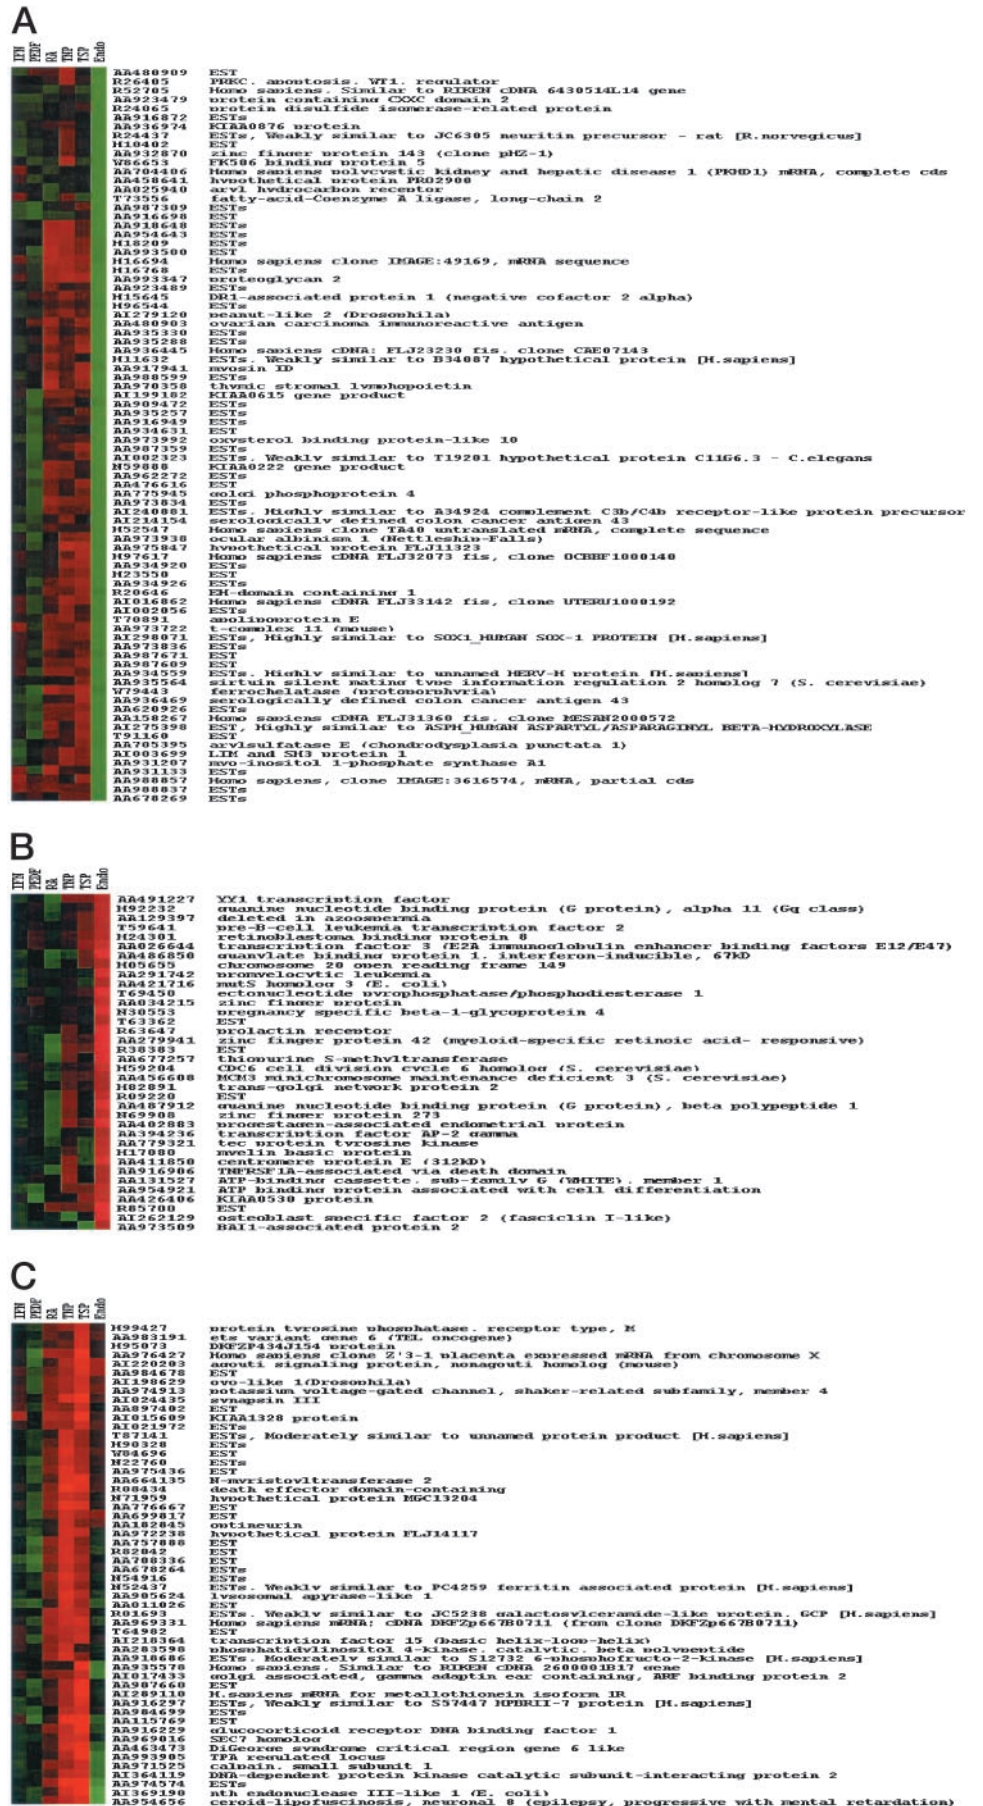 A
IFN PEDF RA TNP TSP Endo
AA480909 EST
R26405 PRKC, apoptosis, WT1, regulator
R52705 Homo sapiens, Similar to RIKEN cDNA 6430514L14 gene
AA923479 protein containing CXXC domain 2
R24065 protein disulfide isomerase-related protein
AA916872 ESTs
AA936974 KIAA0876 protein
R24437 ESTs, Weakly similar to JC6305 neuritin precursor - rat [R.norvegicus]
H10402 EST
AA932870 zinc finger protein 143 (clone pHZ-1)
W86653 FK506 binding protein 5
AA704406 Homo sapiens polycystic kidney and hepatic disease 1 (PKHD1) mRNA, complete cds
AA458641 hypothetical protein PRO2900
AA025940 aryl hydrocarbon receptor
T73556 fatty-acid-Coenzyme A ligase, long-chain 2
AA987309 ESTs
AA916698 EST
AA918648 ESTs
AA954643 ESTs
H18209 EST
AA993500 EST
H16694 Homo sapiens clone IMAGE:49169, mRNA sequence
H16768 ESTs
AA993347 proteoglycan 2
AA923489 ESTs
H15645 DR1-associated protein 1 (negative cofactor 2 alpha)
H96544 ESTs
AI279120 peanut-like 2 (Drosophila)
AA480903 ovarian carcinoma immunoreactive antigen
AA935330 ESTs
AA935288 ESTs
AA936445 Homo sapiens cDNA: FLJ23230 fis, clone CAE07143
H11632 ESTs, Weakly similar to B34087 hypothetical protein [H.sapiens]
AA917941 myosin ID
AA988599 ESTs
AA970358 thymic stromal lymphopoietin
AI199182 KIAA0615 gene product
AA909472 ESTs
AA935257 ESTs
AA916949 ESTs
AA934631 EST
AA973992 oxysterol binding protein-like 10
AA987359 ESTs
AI002323 ESTs, Weakly similar to T19201 hypothetical protein C11G6.3 - C.elegans
N59888 KIAA0222 gene product
AA962272 ESTs
AA476616 EST
AA775945 golgi phosphoprotein 4
AA973834 ESTs
AI240881 ESTs, Highly similar to A34924 complement C3b/C4b receptor-like protein precursor
AI214154 serologically defined colon cancer antigen 43
H52547 Homo sapiens clone TA40 untranslated mRNA, complete sequence
AA973938 ocular albinism 1 (Nettleship-Falls)
AA975847 hypothetical protein FLJ11323
H97617 Homo sapiens cDNA FLJ32073 fis, clone OCBBF1000140
AA934920 ESTs
H23550 EST
AA934926 ESTs
R20646 EH-domain containing 1
AI016862 Homo sapiens cDNA FLJ33142 fis, clone UTERU1000192
AI002056 ESTs
T70891 apolipoprotein E
AA973722 t-complex 11 (mouse)
AI298071 ESTs, Highly similar to SOX1_HUMAN SOX-1 PROTEIN [H.sapiens]
AA973836 ESTs
AA987671 EST
AA987609 EST
AA934559 ESTs, Highly similar to unnamed HERV-H protein [H.sapiens]
AA935564 sirtuin silent mating type information regulation 2 homolog 7 (S. cerevisiae)
W79443 ferrochelatase (protoporphyria)
AA936469 serologically defined colon cancer antigen 43
AA620926 ESTs
AA158267 Homo sapiens cDNA FLJ31360 fis, clone MESAN2000572
AI275398 EST, Highly similar to ASPH_HUMAN ASPARTYL/ASPARAGINYL BETA-HYDROXYLASE
T91160 EST
AA705395 arylsulfatase E (chondrodysplasia punctata 1)
AI003699 LIM and SH3 protein 1
AA931207 myo-inositol 1-phosphate synthase A1
AA931133 ESTs
AA988857 Homo sapiens, clone IMAGE:3616574, mRNA, partial cds
AA988837 ESTs
AA678269 ESTs
B
IFN PEDF RA TNP TSP Endo
AA491227 YY1 transcription factor
H92232 guanine nucleotide binding protein (G protein), alpha 11 (Gq class)
AA129397 deleted in azoospermia
T59641 pre-B-cell leukemia transcription factor 2
H24301 retinoblastoma binding protein 8
AA026644 transcription factor 3 (E2A immunoglobulin enhancer binding factors E12/E47)
AA486850 guanylate binding protein 1, interferon-inducible, 67kD
H05655 chromosome 20 open reading frame 149
AA291742 promyelocytic leukemia
AA421716 mutS homolog 3 (E. coli)
T69450 ectonucleotide pyrophosphatase/phosphodiesterase 1
AA034215 zinc finger protein
N30553 pregnancy specific beta-1-glycoprotein 4
T63362 EST
R63647 prolactin receptor
AA279941 zinc finger protein 42 (myeloid-specific retinoic acid- responsive)
R38383 EST
AA677257 thiopurine S-methyltransferase
H59204 CDC6 cell division cycle 6 homolog (S. cerevisiae)
AA456608 MCM3 minichromosome maintenance deficient 3 (S. cerevisiae)
H82891 trans-golgi network protein 2
R09220 EST
AA487912 guanine nucleotide binding protein (G protein), beta polypeptide 1
N69908 zinc finger protein 273
AA402883 progestagen-associated endometrial protein
AA394236 transcription factor AP-2 gamma
AA779321 tec protein tyrosine kinase
H17080 myelin basic protein
AA411850 centromere protein E (312kD)
AA916906 TNFRSF1A-associated via death domain
AA131527 ATP-binding cassette, sub-family G (WHITE), member 1
AA954921 ATP binding protein associated with cell differentiation
AA426406 KIAA0530 protein
R85700 EST
AI262129 osteoblast specific factor 2 (fasciclin I-like)
AA973509 BAI1-associated protein 2
C
IFN PEDF RA TNP TSP Endo
H99427 protein tyrosine phosphatase, receptor type, M
AA983191 ets variant gene 6 (TEL oncogene)
H95073 DKFZP434J154 protein
AA976427 Homo sapiens clone Z'3-1 placenta expressed mRNA from chromosome X
AI220203 agouti signaling protein, nonagouti homolog (mouse)
AA984678 EST
AI198629 ovo-like 1(Drosophila)
AA974913 potassium voltage-gated channel, shaker-related subfamily, member 4
AI024435 synapsin III
AA897402 EST
AI015609 KIAA1328 protein
AI021972 ESTs
T87141 ESTs, Moderately similar to unnamed protein product [H.sapiens]
H90328 ESTs
W84696 EST
N22760 ESTs
AA975436 EST
AA664135 N-myristoyltransferase 2
R08434 death effector domain-containing
N71959 hypothetical protein MGC13204
AA776667 EST
AA699817 EST
AA182845 optineurin
AA972238 hypothetical protein FLJ14117
AA757808 EST
R82042 EST
AA708336 EST
AA678264 ESTs
N54916 ESTs
N52437 ESTs, Weakly similar to PC4259 ferritin associated protein [H.sapiens]
AA905624 lysosomal apyrase-like 1
AA011026 EST
R01693 ESTs, Weakly similar to JC5238 galactosylceramide-like protein, GCP [H.sapiens]
AA969331 Homo sapiens mRNA; cDNA DKFZp667B0711 (from clone DKFZp667B0711)
T64982 EST
AI218364 transcription factor 15 (basic helix-loop-helix)
AA283598 phosphatidylinositol 4-kinase, catalytic, beta polypeptide
AA918686 ESTs, Moderately similar to S12732 6-phosphofructo-2-kinase [H.sapiens]
AA935578 Homo sapiens, Similar to RIKEN cDNA 2600001B17 gene
AI017433 golgi associated, gamma adaptin ear containing, ARF binding protein 2
AA987660 EST
AI289110 H.sapiens mRNA for metallothionein isoform 1R
AA916297 ESTs, Weakly similar to S57447 HPBRII-7 protein [H.sapiens]
AA984699 ESTs
AA115769 EST
AA916229 glucocorticoid receptor DNA binding factor 1
AA969016 SEC7 homolog
AA463473 DiGeorge syndrome critical region gene 6 like
AA993905 TPA regulated locus
AA971525 calpain, small subunit 1
AI364119 DNA-dependent protein kinase catalytic subunit-interacting protein 2
AA974574 ESTs
AI369190 nth endonuclease III-like 1 (E. coli)
AA954656 ceroid-lipofuscinosis, neuronal 8 (epilepsy, progressive with mental retardation)